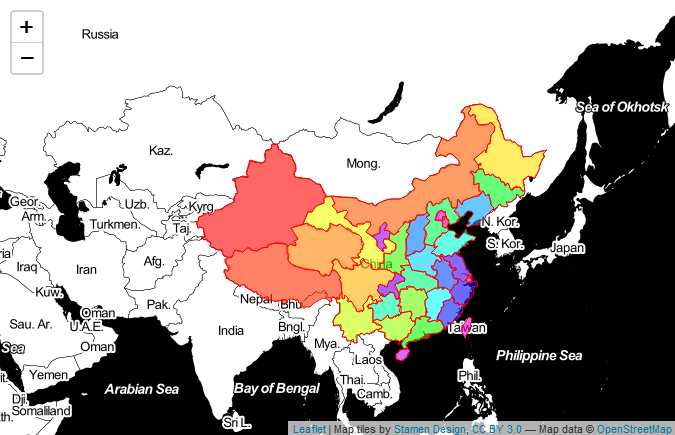 +
−
Russia
Sea of Okhotsk
Kaz.
Mong.
Geor.
Arm.
Uzb.
Kyrg
Turkmen.
Taj.
N. Kor.
S. Kor.
Japan
Iraq
Iran
Afg.
China
Kuw.
Pak.
Nepal
Bhu.
Oman
Sau. Ar.
U.A.E.
India
Bngl.
Mya.
Taiwan
Sea
Oman
Laos
Philippine Sea
Yemen
Arabian Sea
Bay of Bengal
Thai.
Phil.
Camb.
Dji.
Somaliland
Sri L.
Leaflet | Map tiles by Stamen Design, CC BY 3.0 — Map data © OpenStreetMap